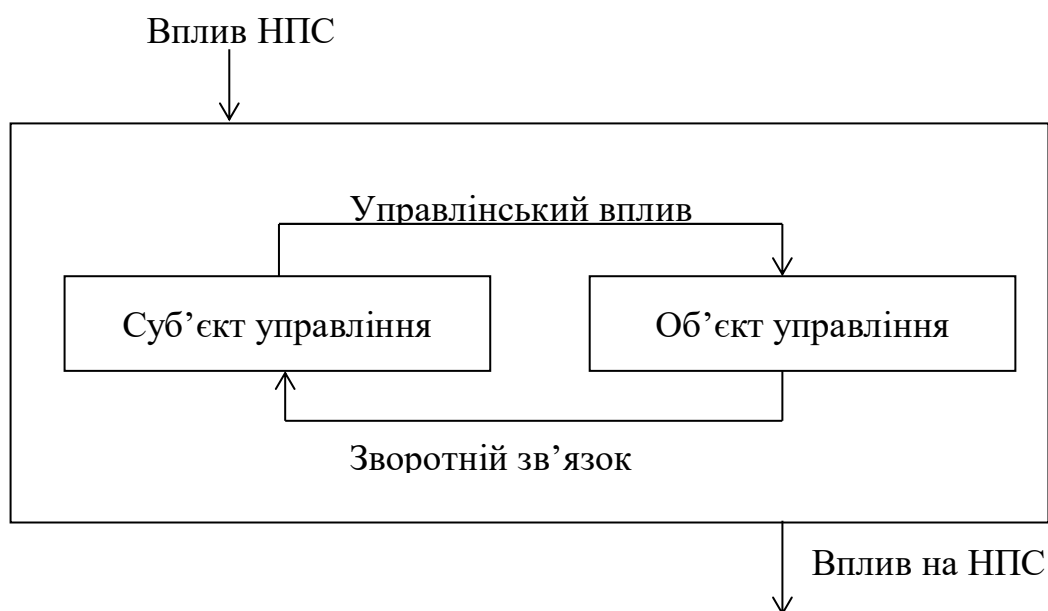 Вплив НПС
Управлінський вплив
Суб’єкт управління
Об’єкт управління
Зворотній зв’язок
Вплив на НПС